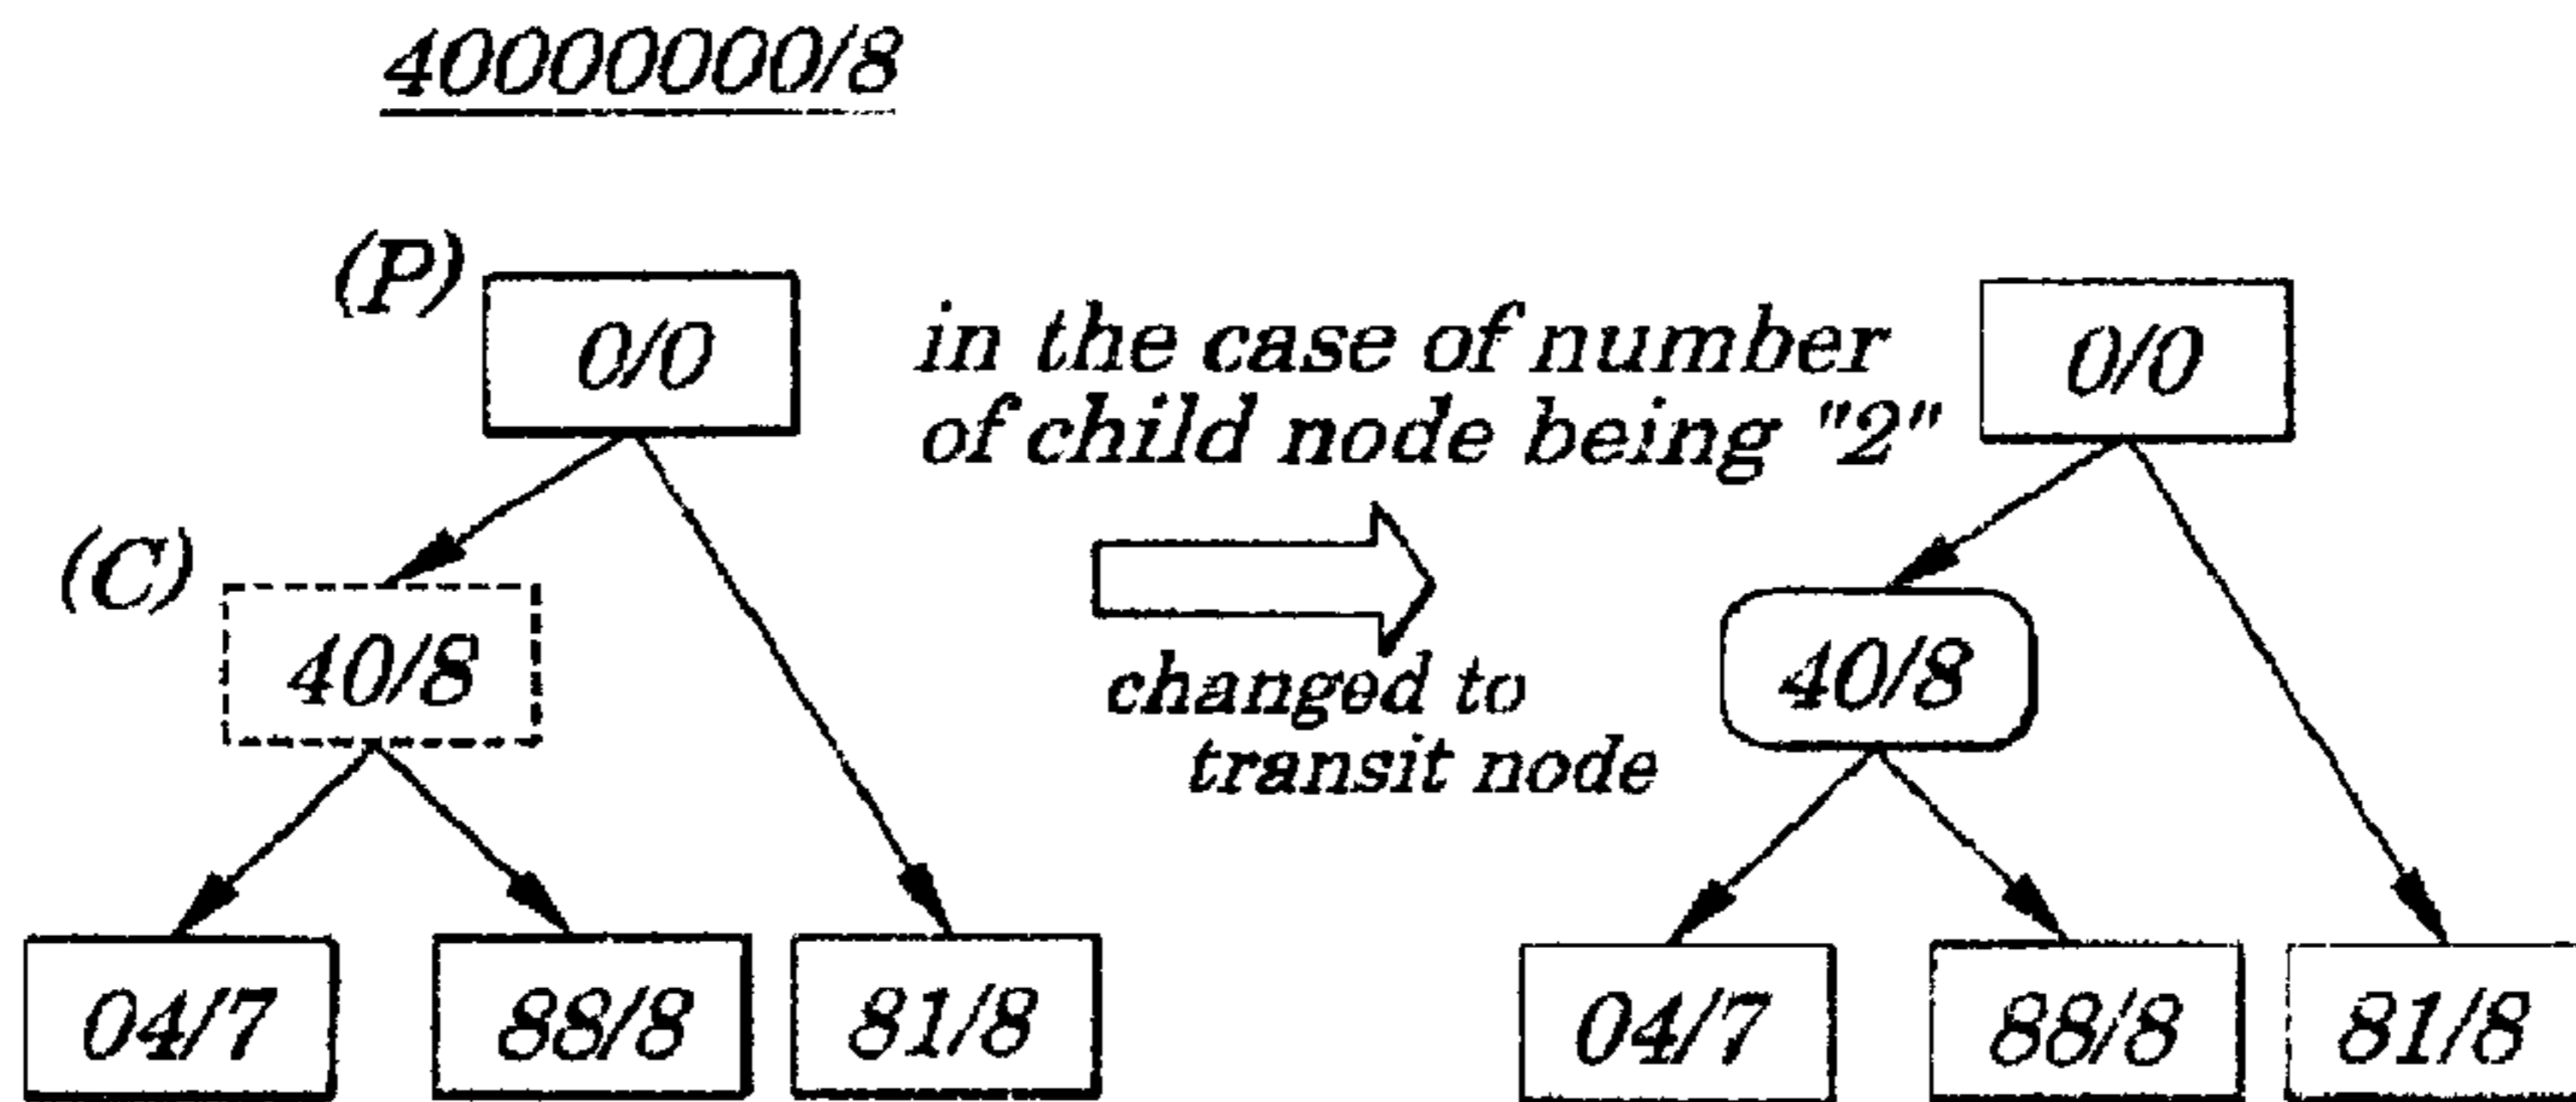 40000000/8
(P)
0/0
in the case of number
of child node being "2"
0/0
(C)
40/8
changed to
transit node
40/8
04/7
88/8
81/8
04/7
88/8
81/8